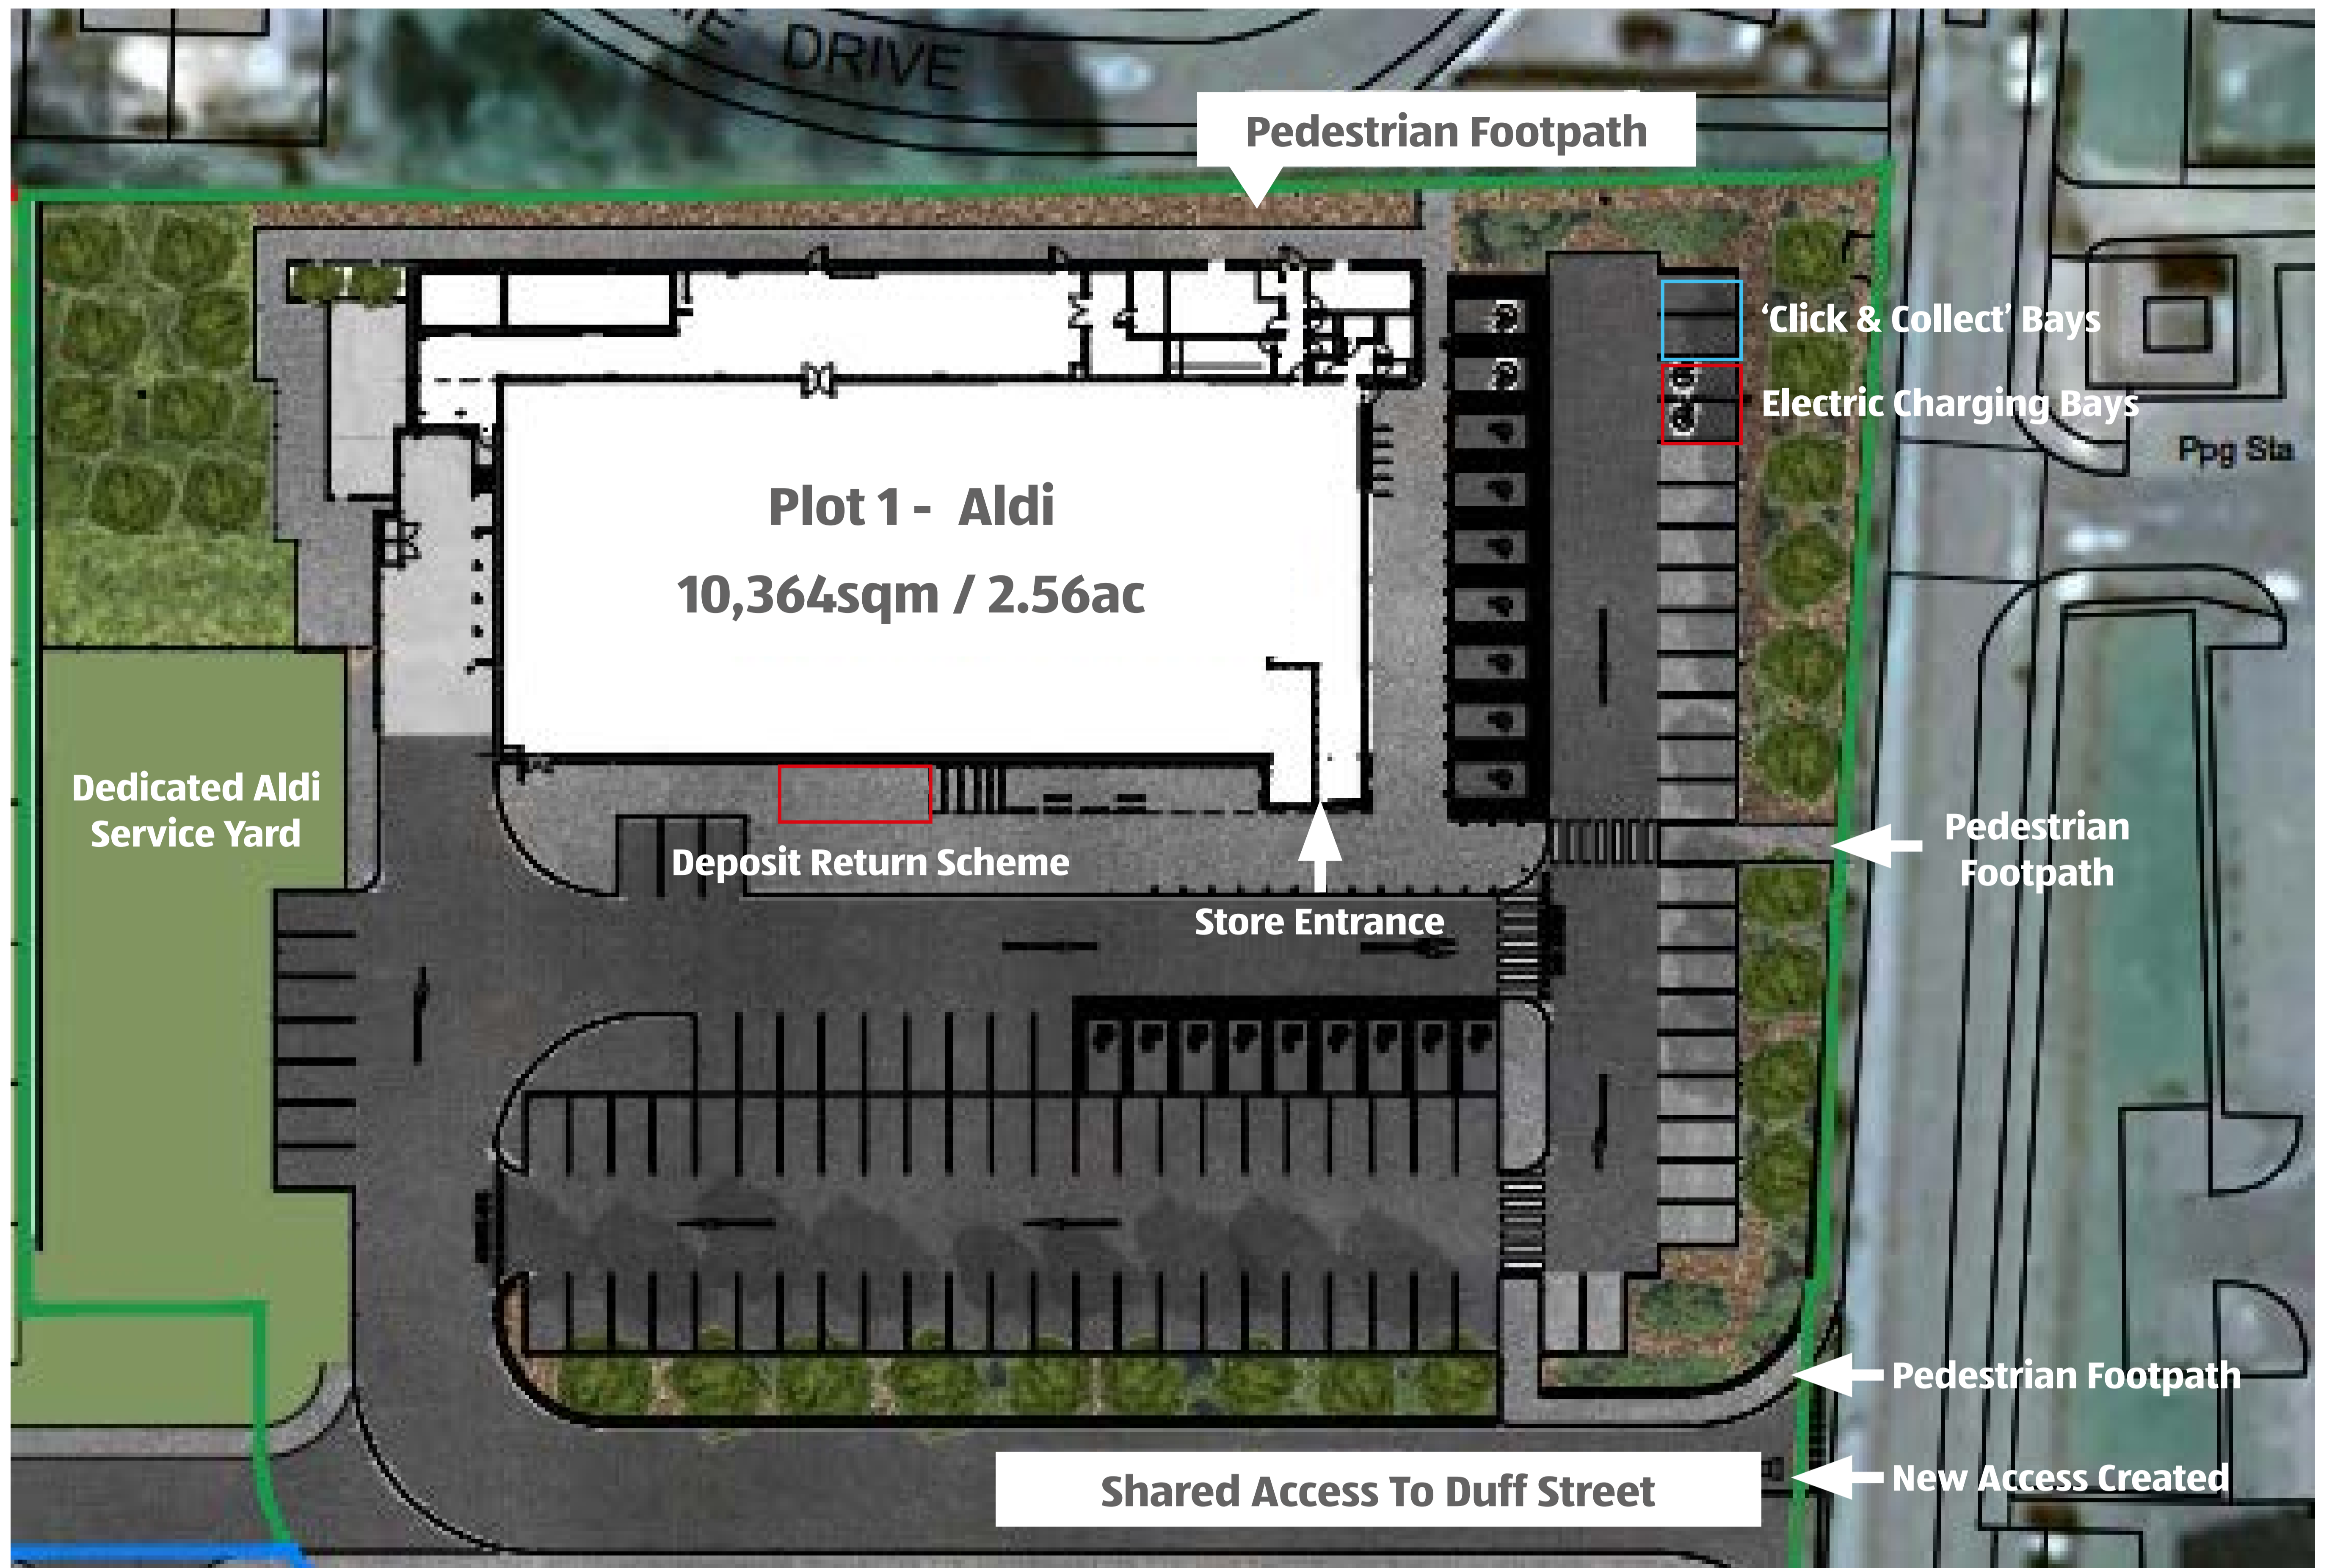 DRIVE
Pedestrian Footpath
‘Click & Collect’ Bays
Electric Charging Bays
Ppg Sta
Plot 1 - Aldi
10,364sqm / 2.56ac
Dedicated Aldi
Service Yard
Deposit Return Scheme
Store Entrance
Pedestrian
Footpath
Pedestrian Footpath
New Access Created
Shared Access To Duff Street